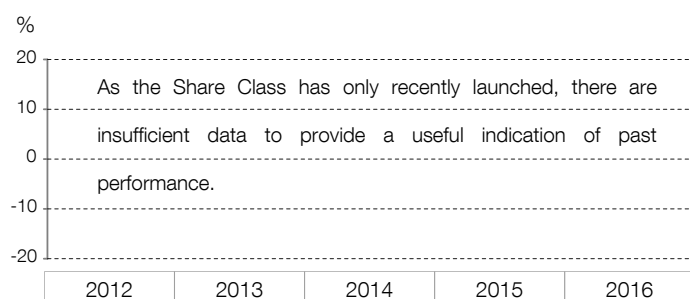 %
20
As the Share Class has only recently launched, there are
10
insufficient data to provide a useful indication of past
0
performance.
-10
-20
2012 2013 2014 2015 2016